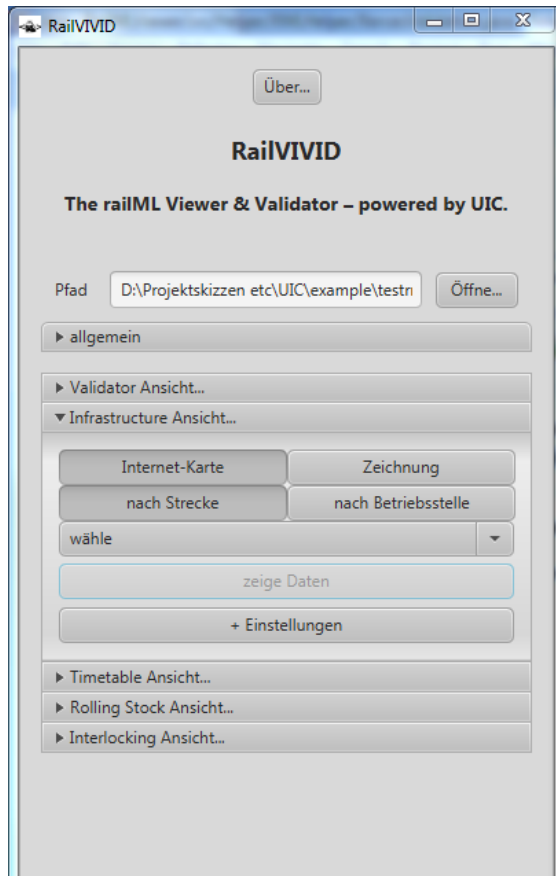 RailVIVID
Über...
RailVIVID
The railML Viewer & Validator – powered by UIC.
Pfad D:\Projektskizzen etc\UIC\example\testr Öffne...
allgemein
Validator Ansicht...
Infrastructure Ansicht...
Internet-Karte Zeichnung
nach Strecke nach Betriebsstelle
wähle
zeige Daten
+ Einstellungen
Timetable Ansicht...
Rolling Stock Ansicht...
Interlocking Ansicht...